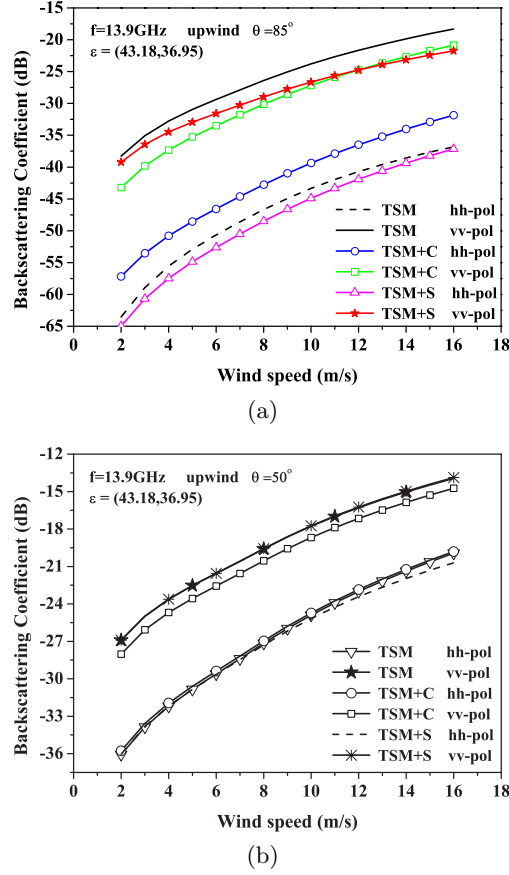 f=13.9GHz upwind θ=85°
ε = (43.18,36.95)
Backscattering Coefficient (dB)
-15
-20
-25
-30
-35
-40
-45
-50
-55
-60
-65
TSM hh-pol
TSM vv-pol
TSM+C hh-pol
TSM+C vv-pol
TSM+S hh-pol
TSM+S vv-pol
0 2 4 6 8 10 12 14 16 18
Wind speed (m/s)
(a)
f=13.9GHz upwind θ=50°
ε = (43.18,36.95)
Backscattering Coefficient (dB)
-12
-15
-18
-21
-24
-27
-30
-33
-36
TSM hh-pol
TSM vv-pol
TSM+C hh-pol
TSM+C vv-pol
TSM+S hh-pol
TSM+S vv-pol
0 2 4 6 8 10 12 14 16 18
Wind speed (m/s)
(b)